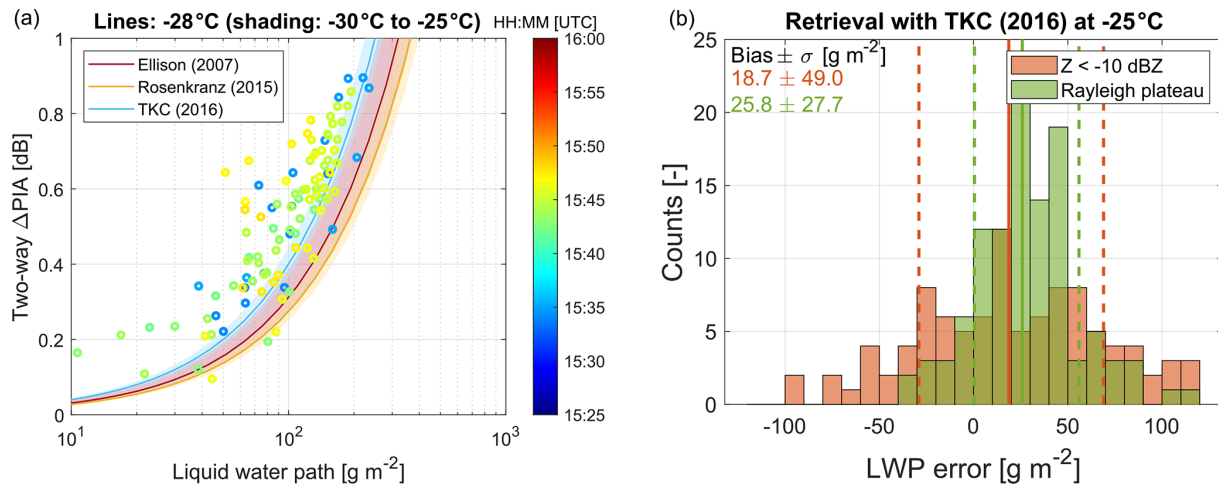 (a)
Lines: -28°C (shading: -30°C to -25°C)
HH:MM [UTC]
Ellison (2007)
Rosenkranz (2015)
TKC (2016)
Two-way ΔPIA [dB]
1
0.8
0.6
0.4
0.2
0
10^1
10^2
10^3
Liquid water path [g m^-2]
16:00
15:55
15:50
15:45
15:40
15:35
15:30
15:25
(b)
Retrieval with TKC (2016) at -25°C
Bias ± σ [g m^-2]
18.7 ± 49.0
25.8 ± 27.7
Z < -10 dBZ
Rayleigh plateau
Counts [-]
25
20
15
10
5
0
-100
-50
0
50
100
LWP error [g m^-2]